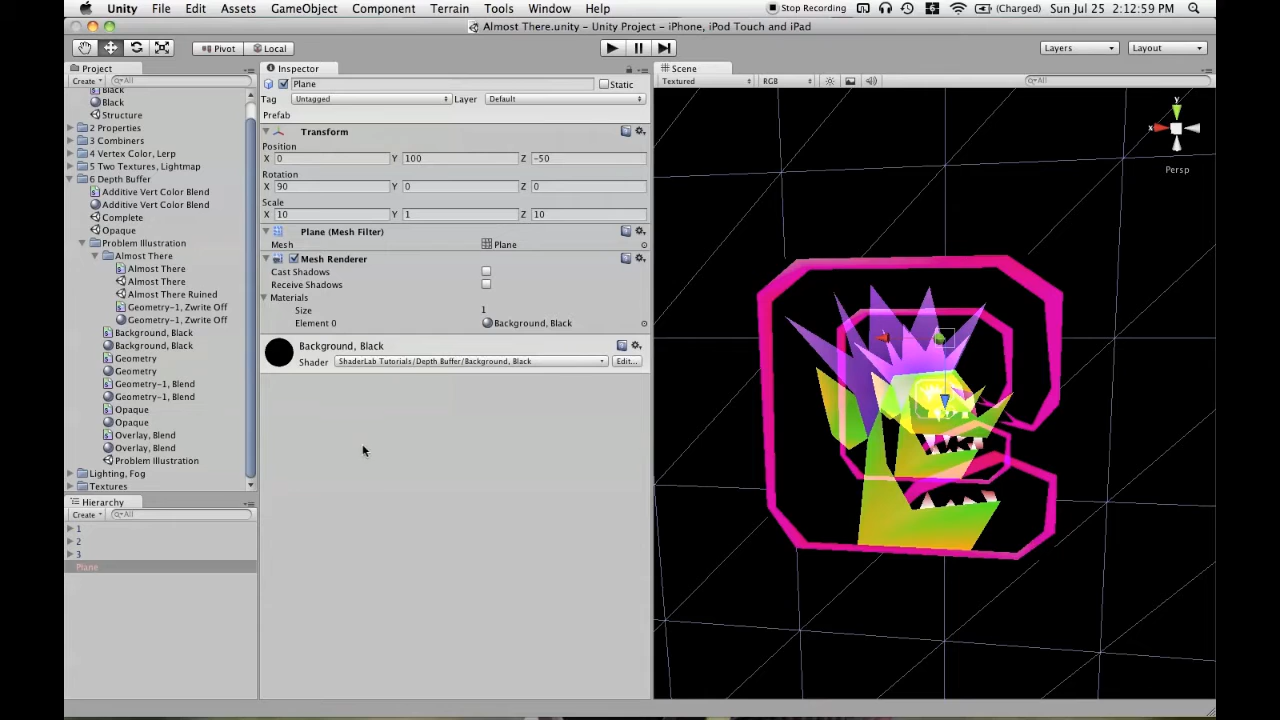 Unity File Edit Assets GameObject Component Terrain Tools Window Help Stop Recording (Charged) Sun Jul 25 2:12:59 PM
Almost There.unity – Unity Project – iPhone, iPod Touch and iPad
Pivot Local Layers Layout
Project
Create All
Black
Black
Structure
2 Properties
3 Combiners
4 Vertex Color, Lerp
5 Two Textures, Lightmap
6 Depth Buffer
Additive Vert Color Blend
Additive Vert Color Blend
Complete
Opaque
Problem Illustration
Almost There
Almost There
Almost There
Almost There Ruined
Geometry-1, Zwrite Off
Geometry-1, Zwrite Off
Background, Black
Background, Black
Geometry
Geometry
Geometry-1, Blend
Geometry-1, Blend
Opaque
Opaque
Overlay, Blend
Overlay, Blend
Problem Illustration
Lighting, Fog
Textures
Hierarchy
Create All
1
2
3
Plane
Inspector
Plane Static
Tag Untagged Layer Default
Prefab
Transform
Position
X 0 Y 100 Z -50
Rotation
X 90 Y 0 Z 0
Scale
X 10 Y 1 Z 10
Plane (Mesh Filter)
Mesh Plane
Mesh Renderer
Cast Shadows
Receive Shadows
Materials
Size 1
Element 0 Background, Black
Background, Black
Shader ShaderLab Tutorials/Depth Buffer/Background, Black Edit...
Scene
Textured RGB All
y
x
Persp